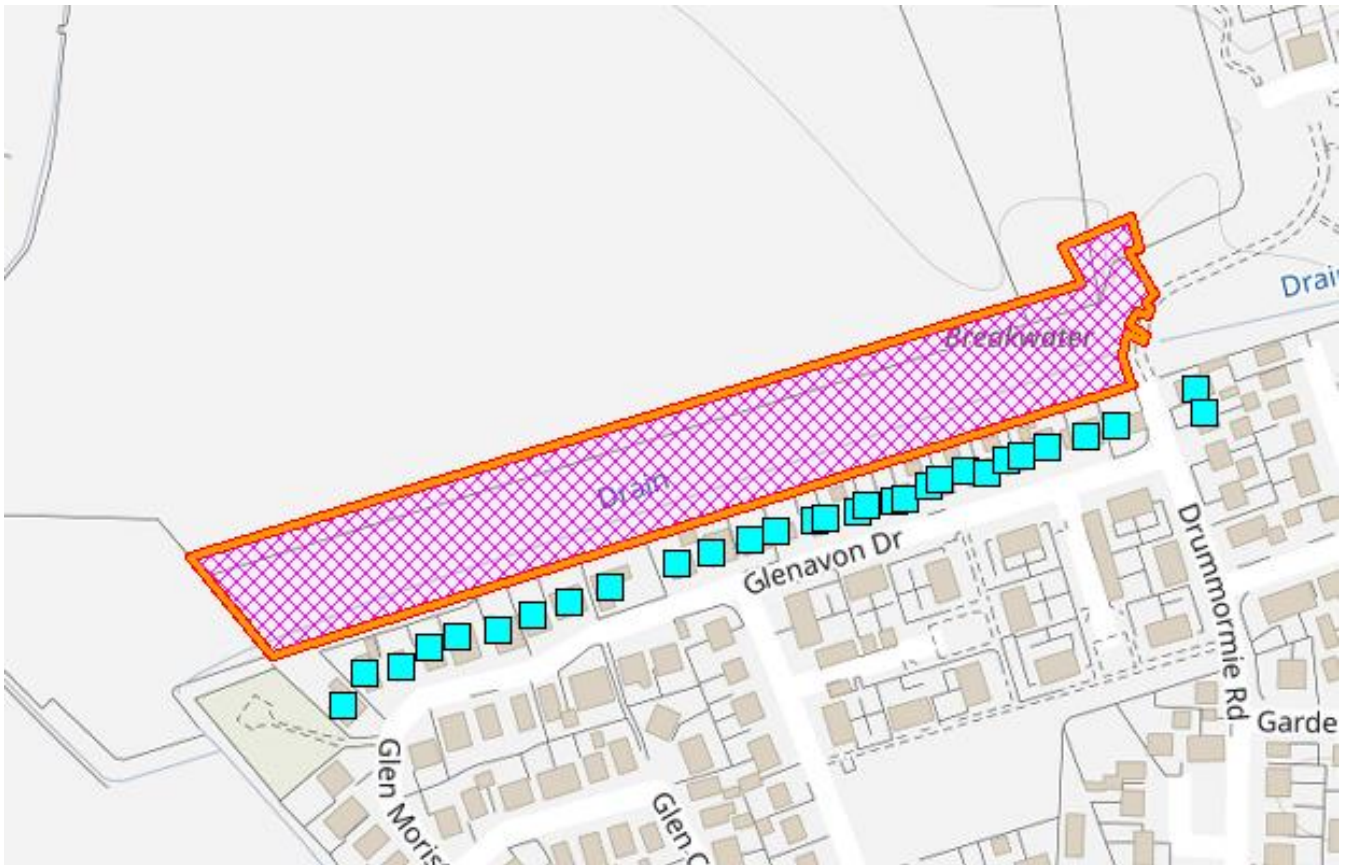 Drai
Breakwater
Drain
Glenavon Dr
Drummormie Rd
Garde
Glen Moris
Glen C